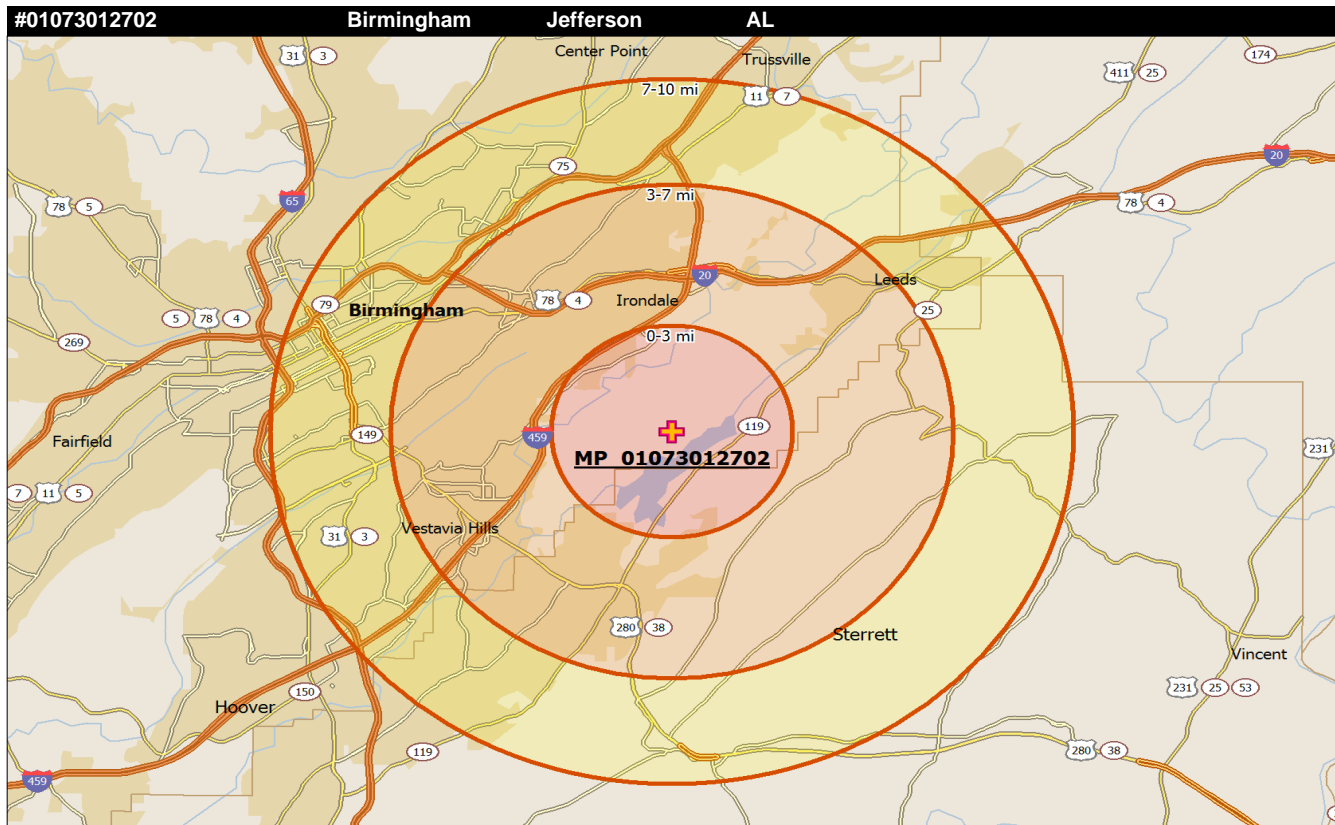 #01073012702 Birmingham Jefferson AL
31 3
Center Point
Trussville
174
411 25
7-10 mi
11 7
20
75
3-7 mi
65
78 5
78 4
20
Leeds
79
Birmingham
78 4
Irondale
25
5 78 4
269
0-3 mi
119
149
459
Fairfield
231
MP 01073012702
7 11 5
Vestavia Hills
31 3
280 38
Sterrett
Vincent
231 25 53
150
Hoover
119
280 38
459